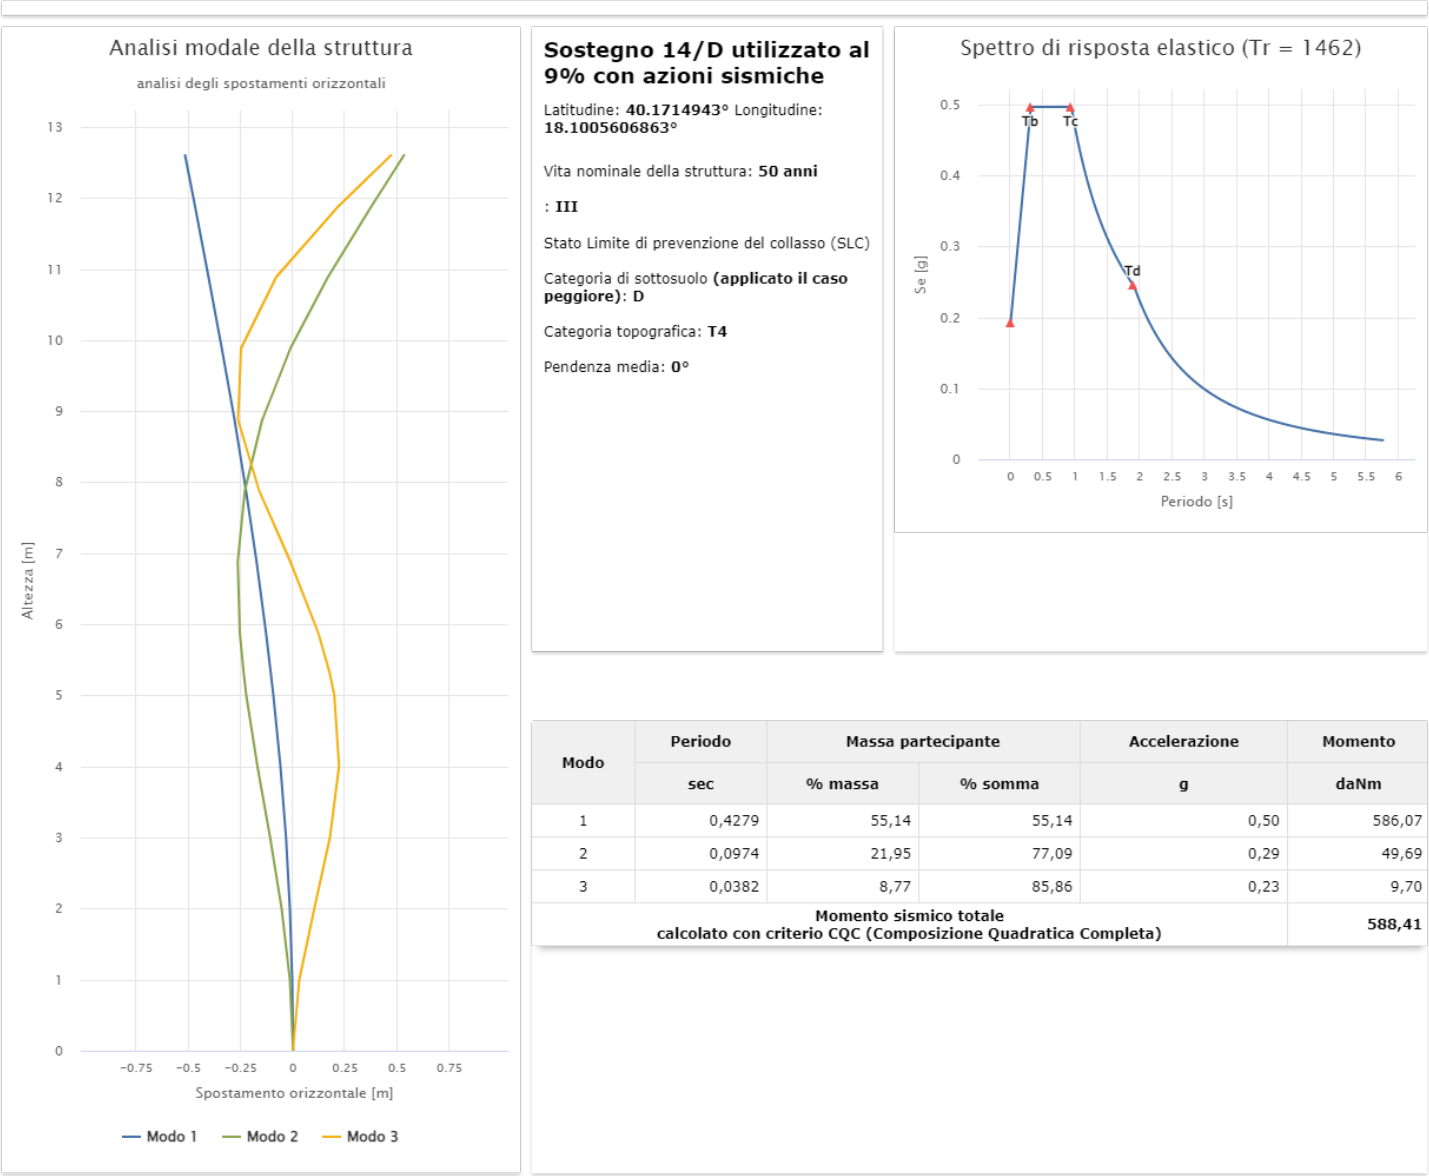 Analisi modale della struttura
analisi degli spostamenti orizzontali
13
12
11
10
9
8
7
6
5
4
3
2
1
0
Altezza [m]
−0.75 −0.5 −0.25 0 0.25 0.5 0.75
Spostamento orizzontale [m]
Modo 1 Modo 2 Modo 3
Sostegno 14/D utilizzato al
9% con azioni sismiche
Latitudine: 40.1714943° Longitudine:
18.1005606863°
Vita nominale della struttura: 50 anni
: III
Stato Limite di prevenzione del collasso (SLC)
Categoria di sottosuolo (applicato il caso
peggiore): D
Categoria topografica: T4
Pendenza media: 0°
Spettro di risposta elastico (Tr = 1462)
0.5
0.4
0.3
0.2
0.1
0
Se [g]
Tb Tc
Td
0 0.5 1 1.5 2 2.5 3 3.5 4 4.5 5 5.5 6
Periodo [s]
Modo Periodo Massa partecipante Accelerazione Momento
sec % massa % somma g daNm
1 0,4279 55,14 55,14 0,50 586,07
2 0,0974 21,95 77,09 0,29 49,69
3 0,0382 8,77 85,86 0,23 9,70
Momento sismico totale
calcolato con criterio CQC (Composizione Quadratica Completa) 588,41